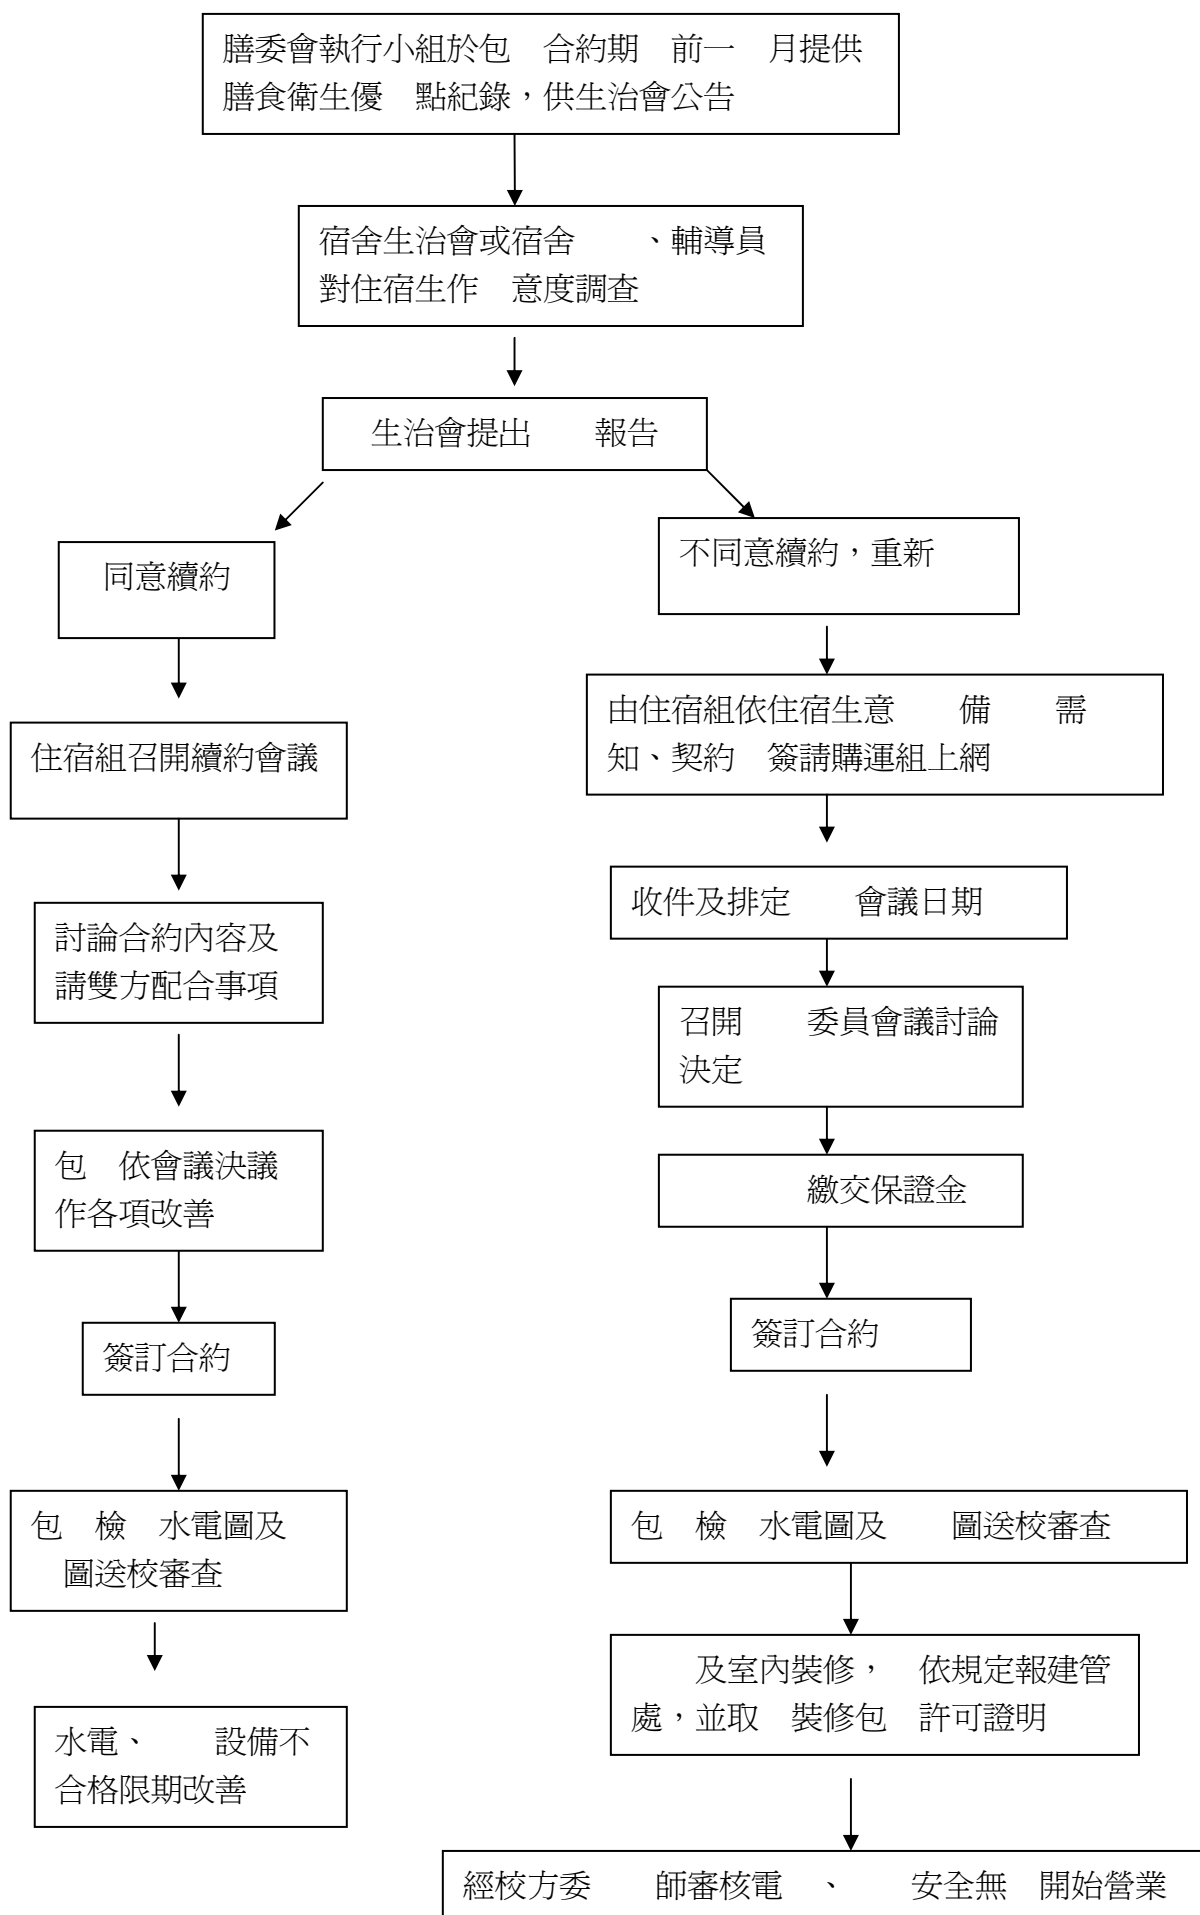 膳委會執行小組於包　合約期　前一　月提供
膳食衛生優　點紀錄，供生治會公告
宿舍生治會或宿舍　　、輔導員
對住宿生作　意度調查
生治會提出　　報告
同意續約
不同意續約，重新
住宿組召開續約會議
由住宿組依住宿生意　　備　　需
知、契約　簽請購運組上網
討論合約內容及
請雙方配合事項
收件及排定　　會議日期
召開　　委員會議討論
決定
包　依會議決議
作各項改善
繳交保證金
簽訂合約
簽訂合約
包　檢　水電圖及
圖送校審查
包　檢　水電圖及　　圖送校審查
水電、　　設備不
合格限期改善
及室內裝修，　依規定報建管
處，並取　裝修包　許可證明
經校方委　　師審核電　、　　安全無　開始營業